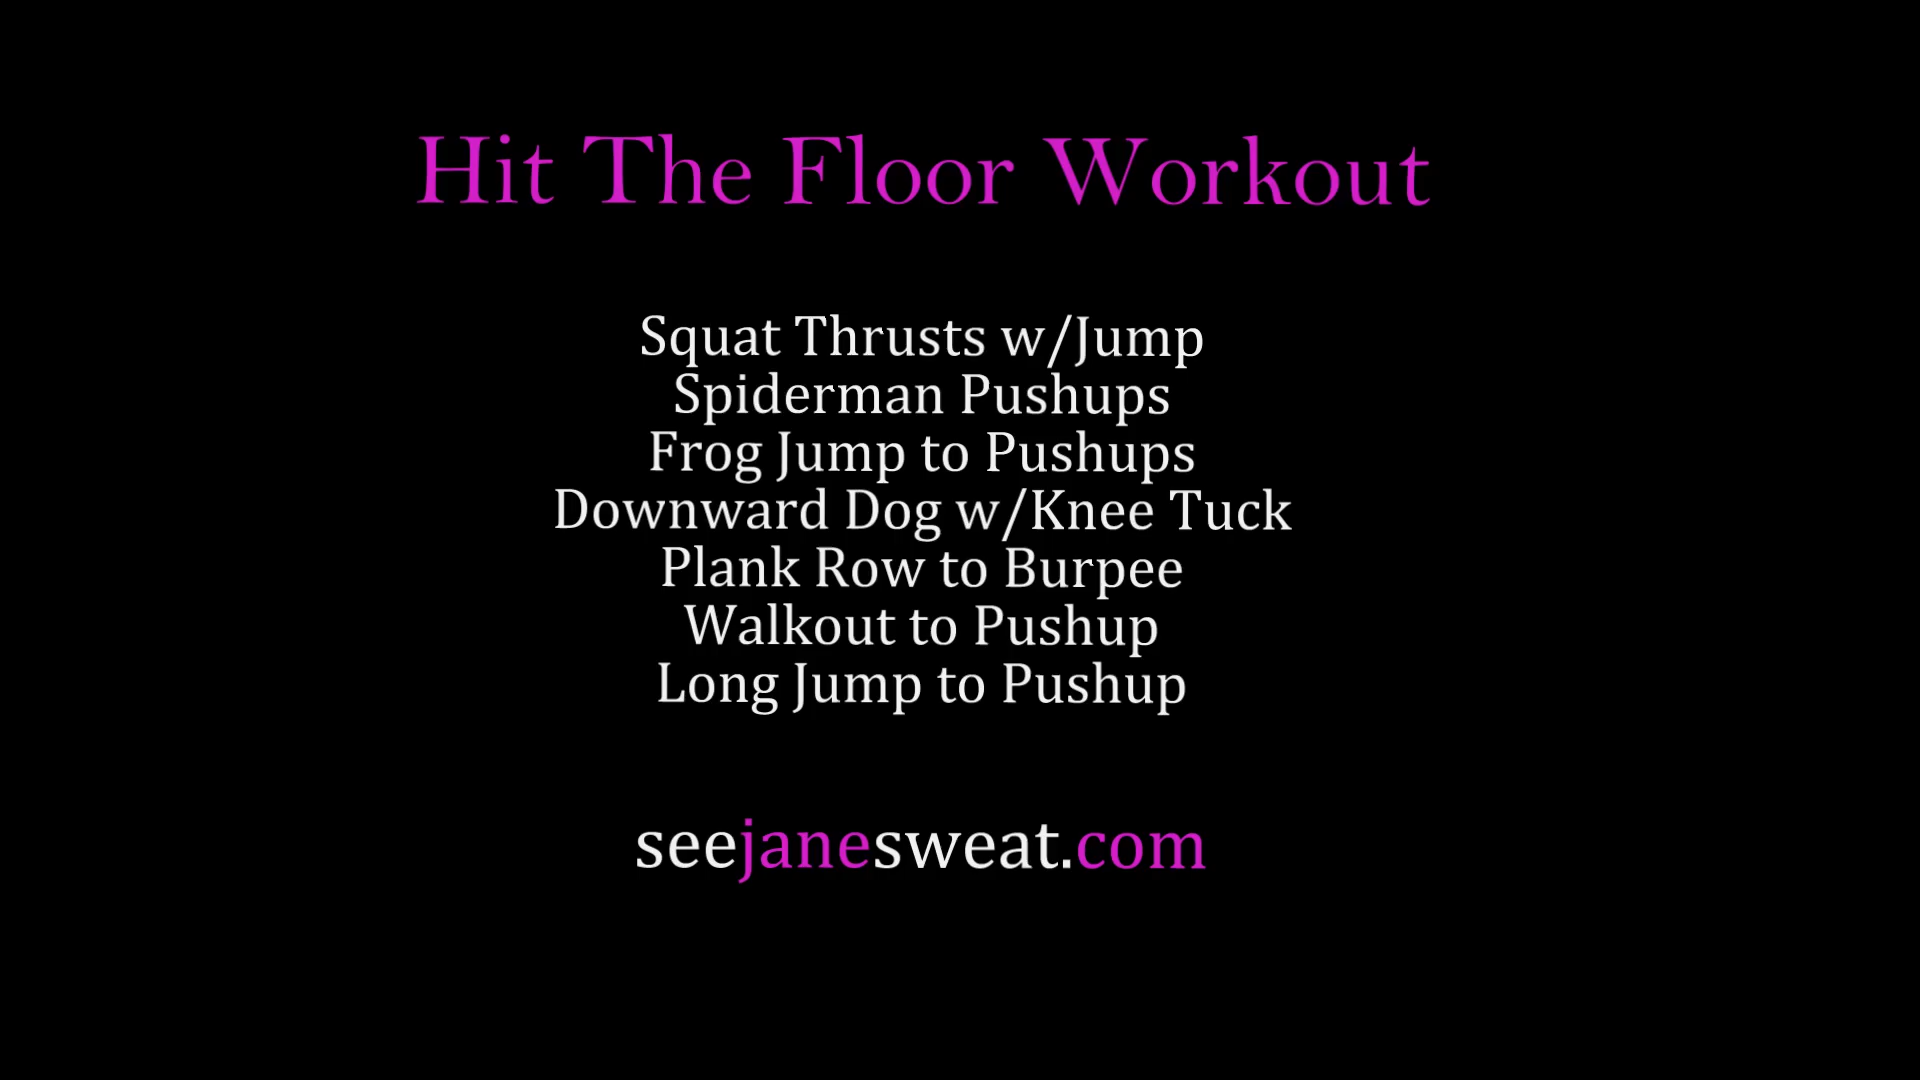 Hit The Floor Workout
Squat Thrusts w/Jump
Spiderman Pushups
Frog Jump to Pushups
Downward Dog w/Knee Tuck
Plank Row to Burpee
Walkout to Pushup
Long Jump to Pushup
seejanesweat.com